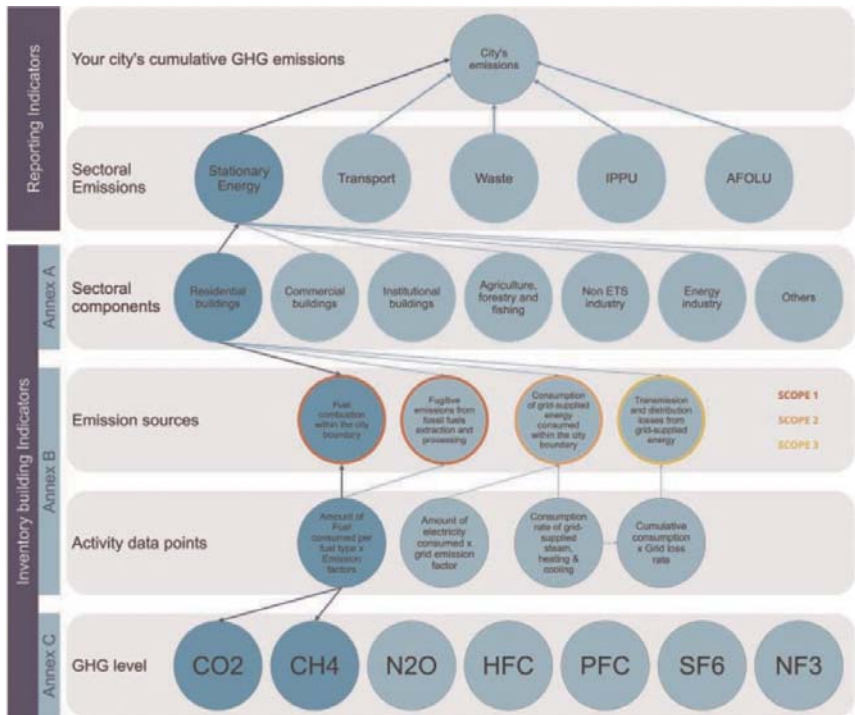 Reporting Indicators
Your city's cumulative GHG emissions
City's
emissions
Sectoral
Emissions
Stationary
Energy
Transport
Waste
IPPU
AFOLU
Inventory building Indicators
Annex A
Sectoral
components
Residential
buildings
Commercial
buildings
Institutional
buildings
Agriculture,
forestry and
fishing
Non ETS
industry
Energy
industry
Others
Annex B
Emission sources
Fuel
combustion
within the city
boundary
Fugitive
emissions from
fossil fuels
extraction and
processing
Consumption
of grid-supplied
energy
consumed
within the city
boundary
Transmission
and distribution
losses from
grid-supplied
energy
SCOPE 1
SCOPE 2
SCOPE 3
Activity data points
Amount of
Fuel
consumed per
fuel type x
Emission
factors
Amount of
electricity
consumed x
grid emission
factor
Consumption
rate of grid-
supplied
steam,
heating &
cooling
Cumulative
consumption
x Grid loss
rate
Annex C
GHG level
CO2
CH4
N2O
HFC
PFC
SF6
NF3